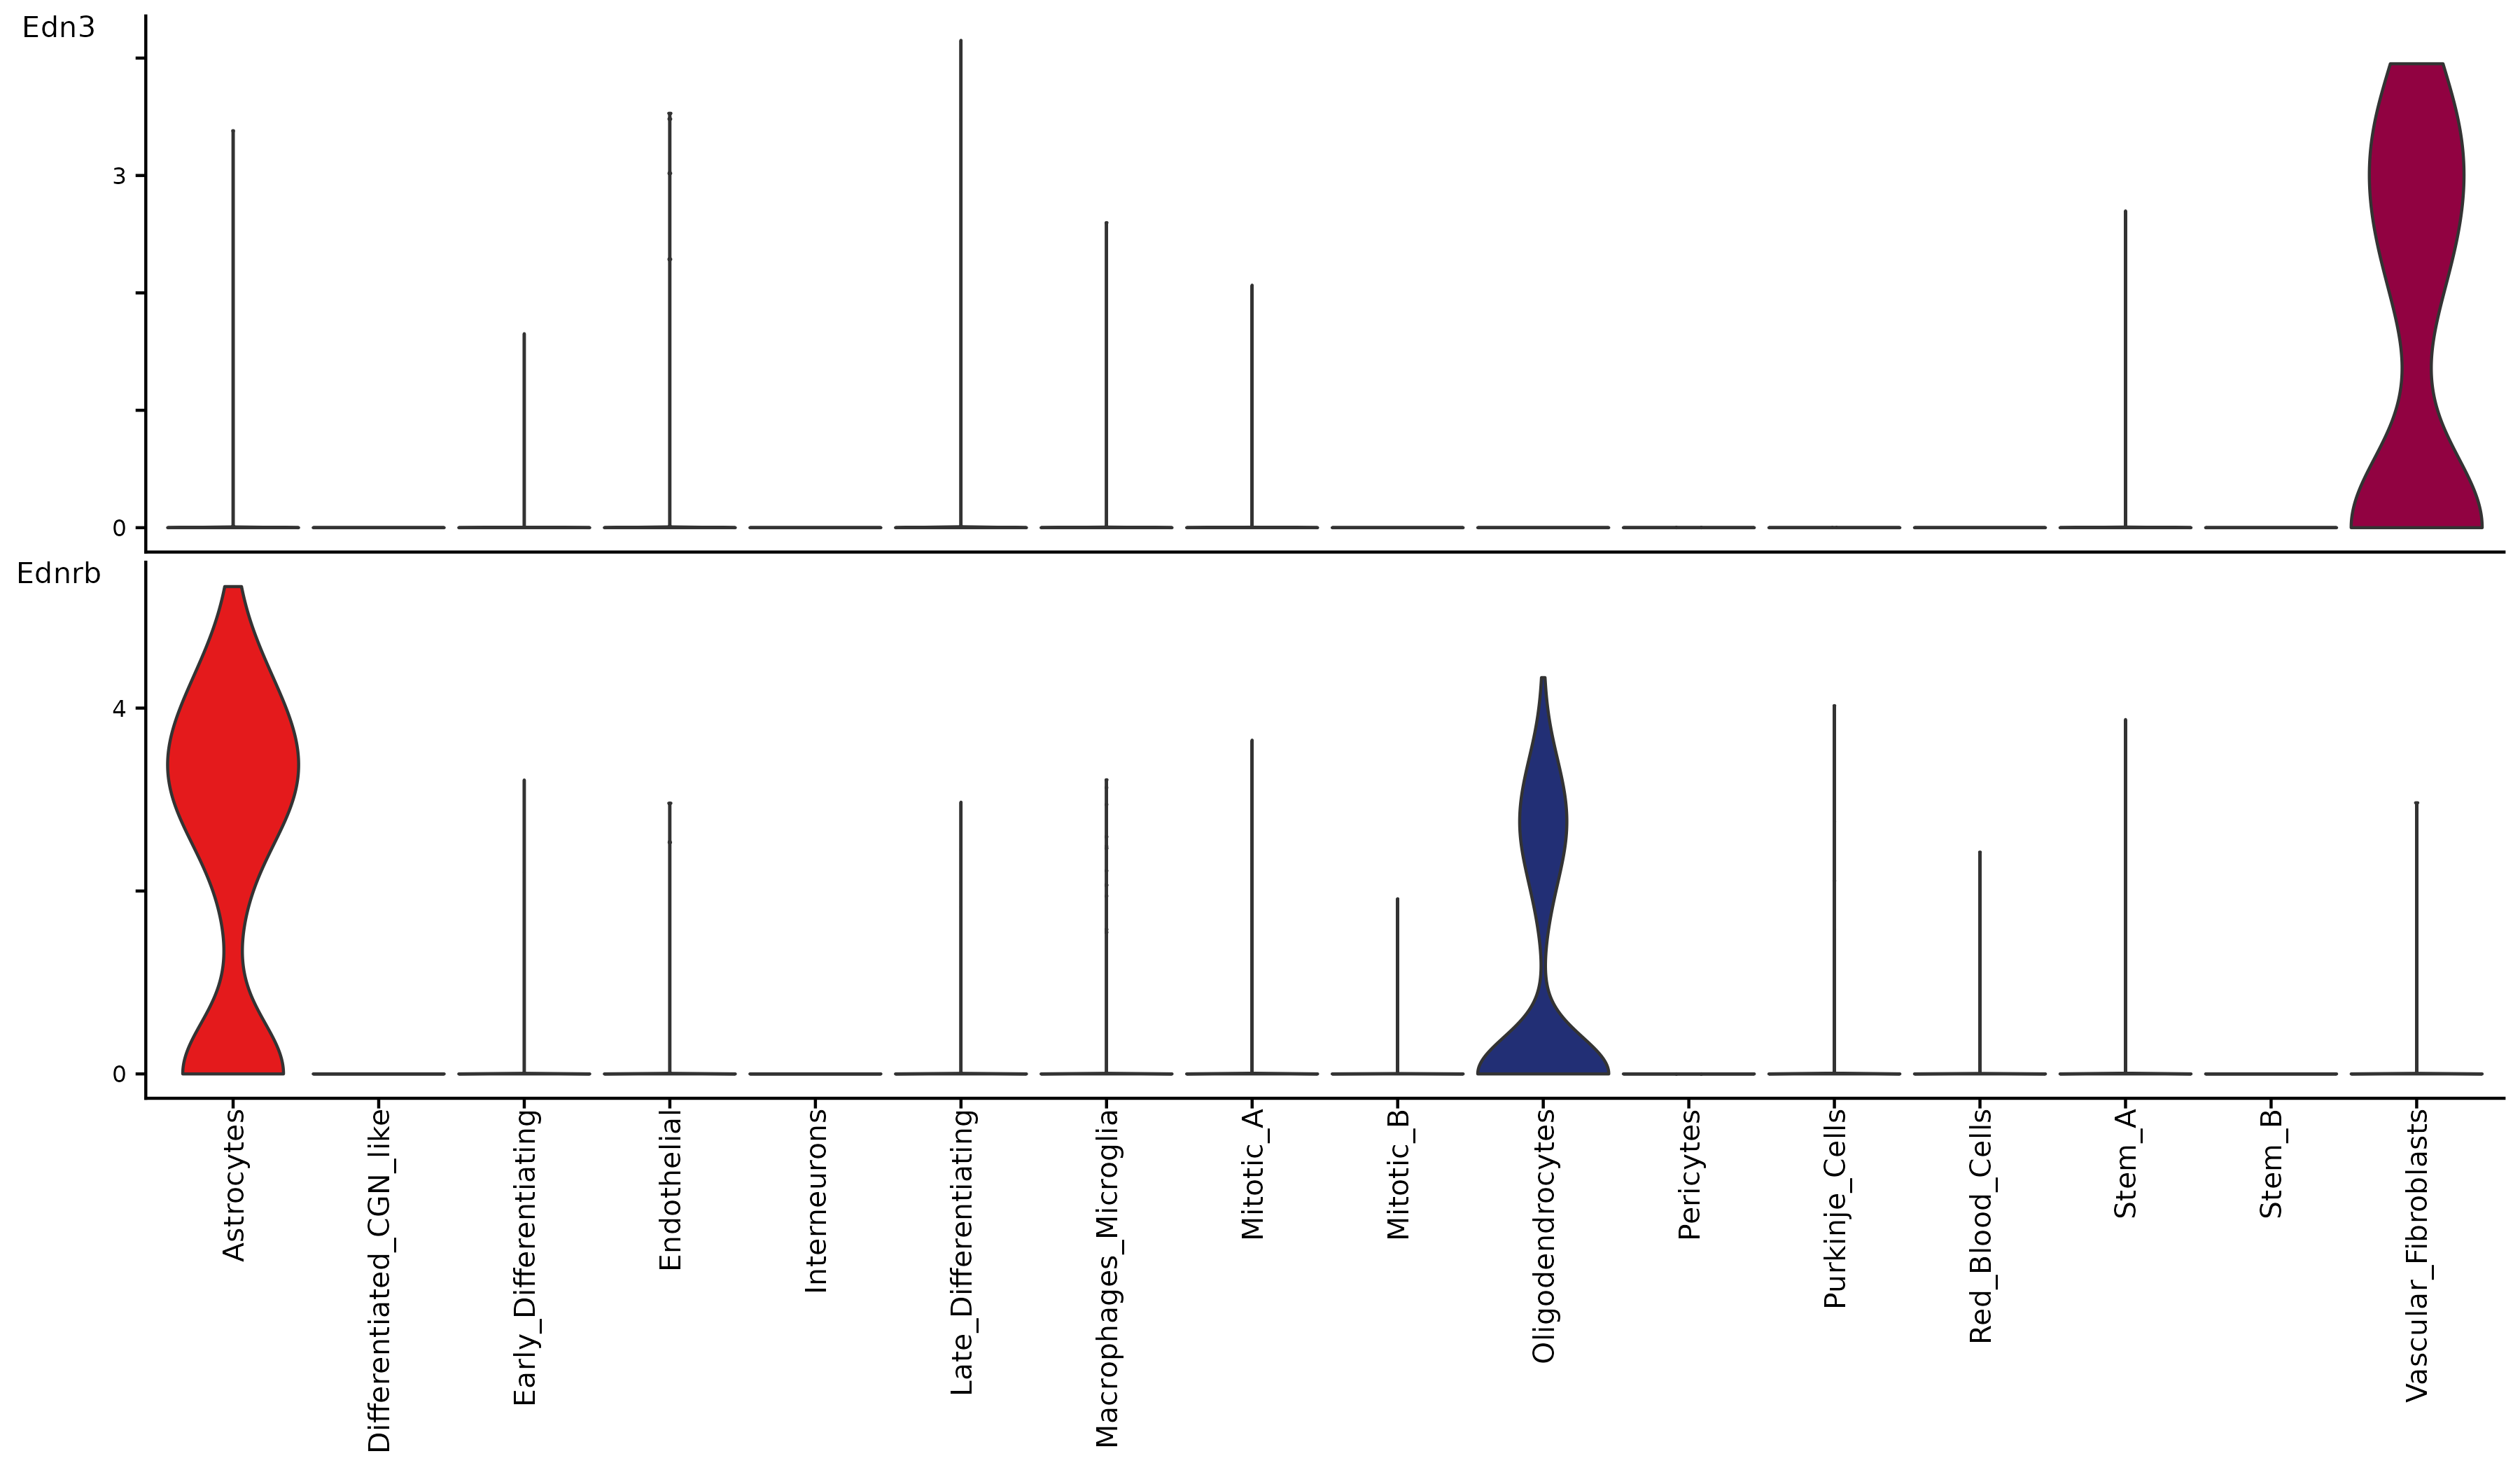 Edn3
3
0
Ednrb
4
0
Astrocytes
Differentiated_CGN_like
Early_Differentiating
Endothelial
Interneurons
Late_Differentiating
Macrophages_Microglia
Mitotic_A
Mitotic_B
Oligodendrocytes
Pericytes
Purkinje_Cells
Red_Blood_Cells
Stem_A
Stem_B
Vascular_Fibroblasts